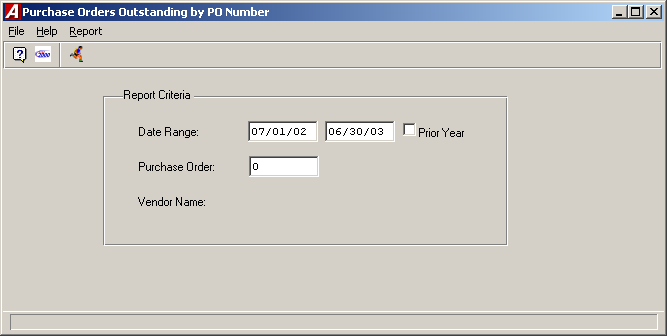 Purchase Orders Outstanding by PO Number
File Help Report
2000
Report Criteria
Date Range: 07/01/02 06/30/03 Prior Year
Purchase Order: 0
Vendor Name: